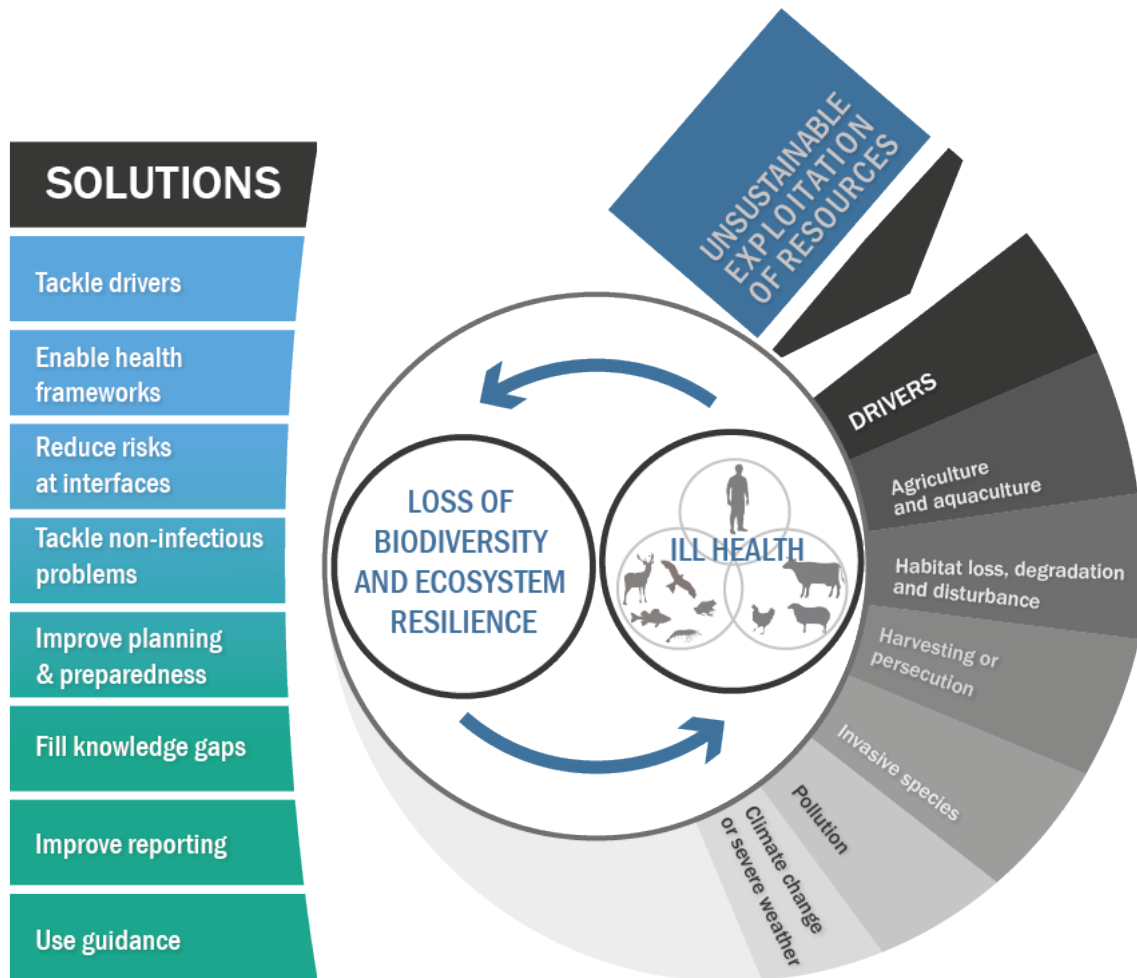 SOLUTIONS
Tackle drivers
Enable health
frameworks
Reduce risks
at interfaces
Tackle non-infectious
problems
Improve planning
& preparedness
Fill knowledge gaps
Improve reporting
Use guidance
LOSS OF
BIODIVERSITY
AND ECOSYSTEM
RESILIENCE
ILL HEALTH
UNSUSTAINABLE
EXPLOITATION
OF RESOURCES
DRIVERS
Agriculture
and aquaculture
Habitat loss, degradation
and disturbance
Harvesting or
persecution
Invasive species
Pollution
Climate change
or severe weather